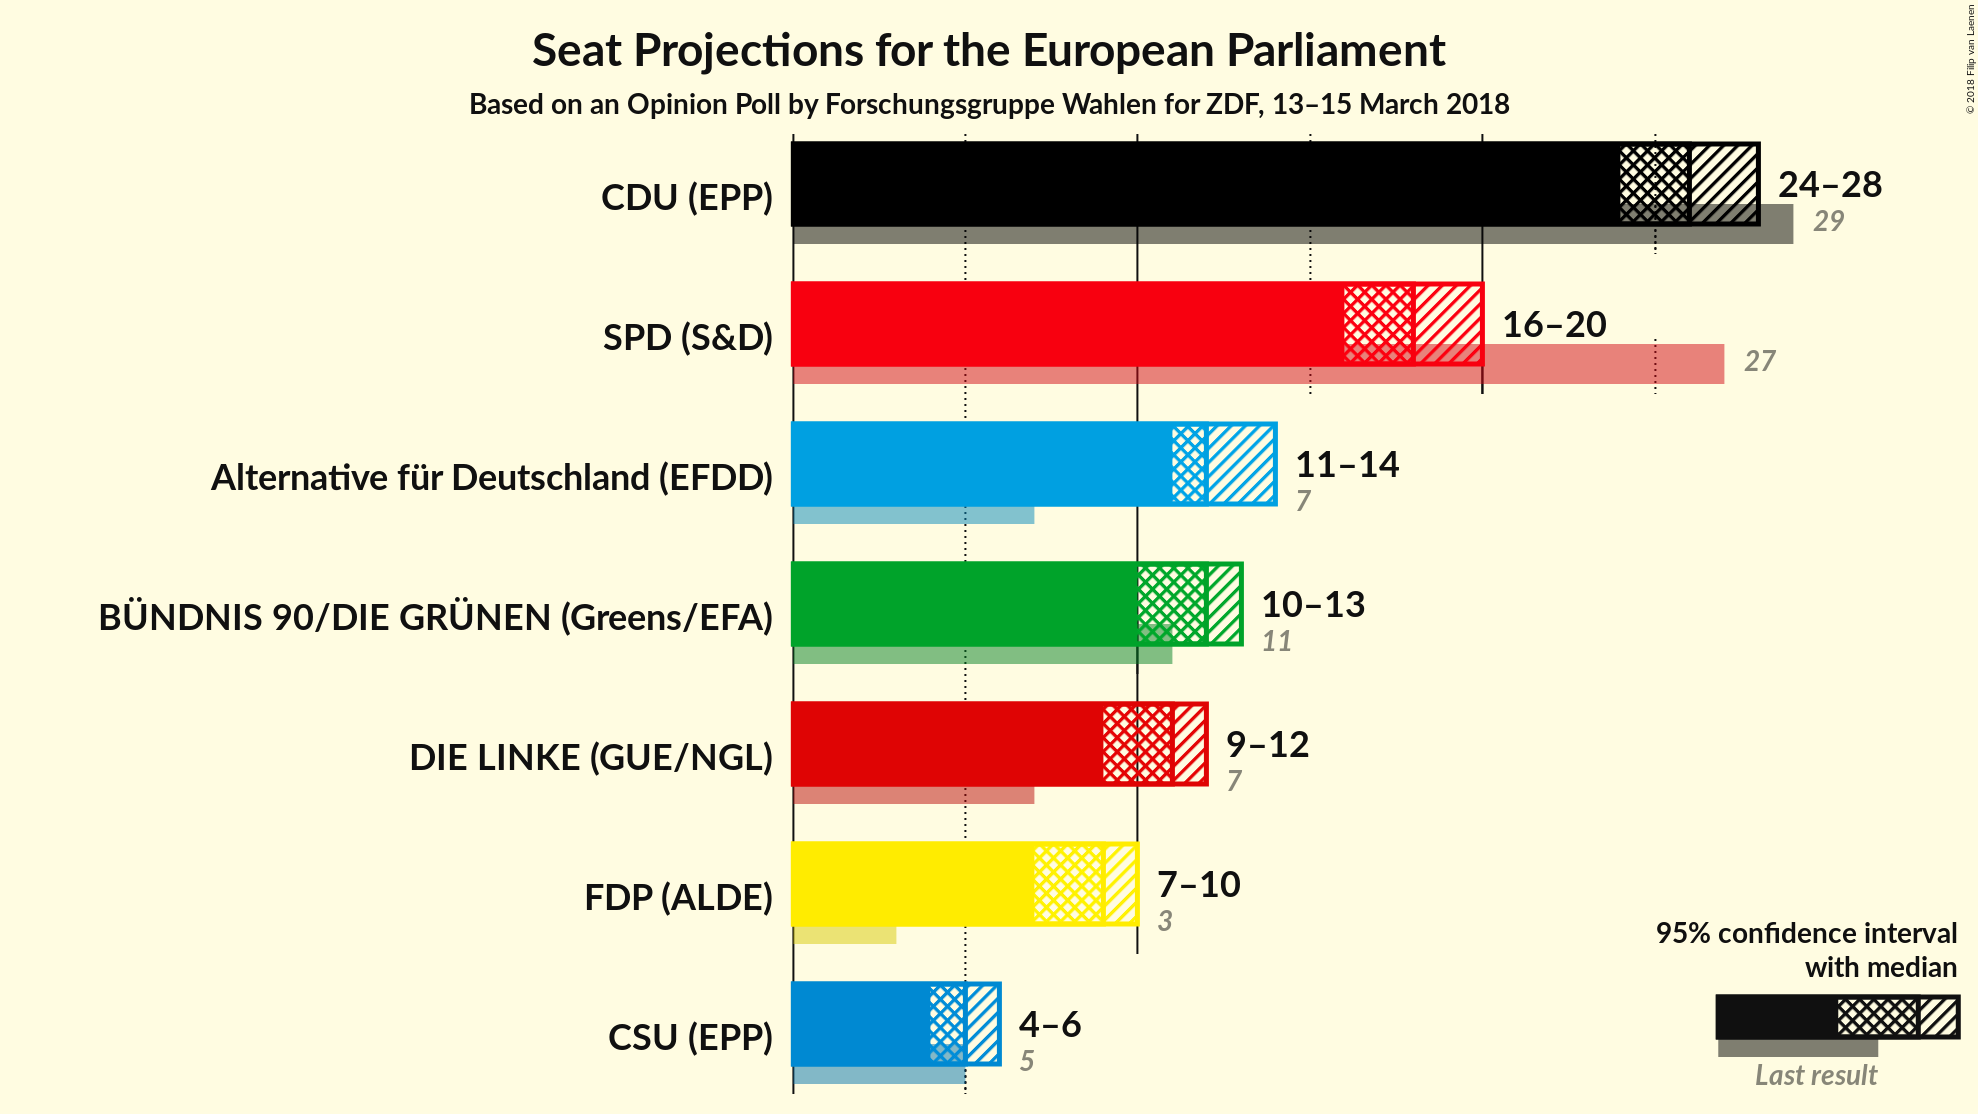 Seat Projections for the European Parliament
Based on an Opinion Poll by Forschungsgruppe Wahlen for ZDF, 13–15 March 2018
© 2018 Filip van Laenen
CDU (EPP)
24–28
29
SPD (S&D)
16–20
27
Alternative für Deutschland (EFDD)
11–14
7
BÜNDNIS 90/DIE GRÜNEN (Greens/EFA)
10–13
11
DIE LINKE (GUE/NGL)
9–12
7
FDP (ALDE)
7–10
3
CSU (EPP)
4–6
5
95% confidence interval
with median
Last result